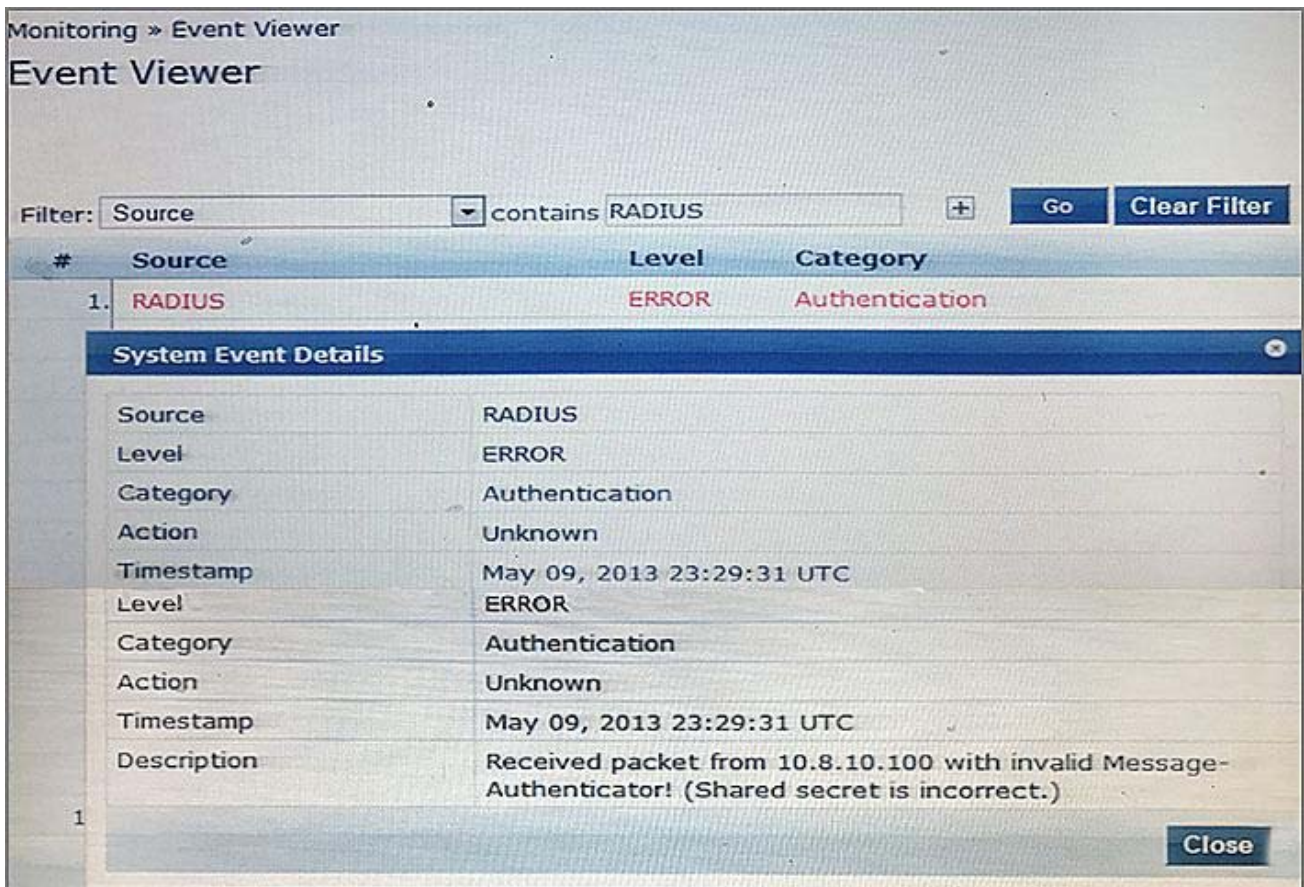 Monitoring » Event Viewer
Event Viewer
Filter: Source contains RADIUS + Go Clear Filter
# Source Level Category
1. RADIUS ERROR Authentication
System Event Details
Source RADIUS
Level ERROR
Category Authentication
Action Unknown
Timestamp May 09, 2013 23:29:31 UTC
Level ERROR
Category Authentication
Action Unknown
Timestamp May 09, 2013 23:29:31 UTC
Description Received packet from 10.8.10.100 with invalid Message-
Authenticator! (Shared secret is incorrect.)
1
Close